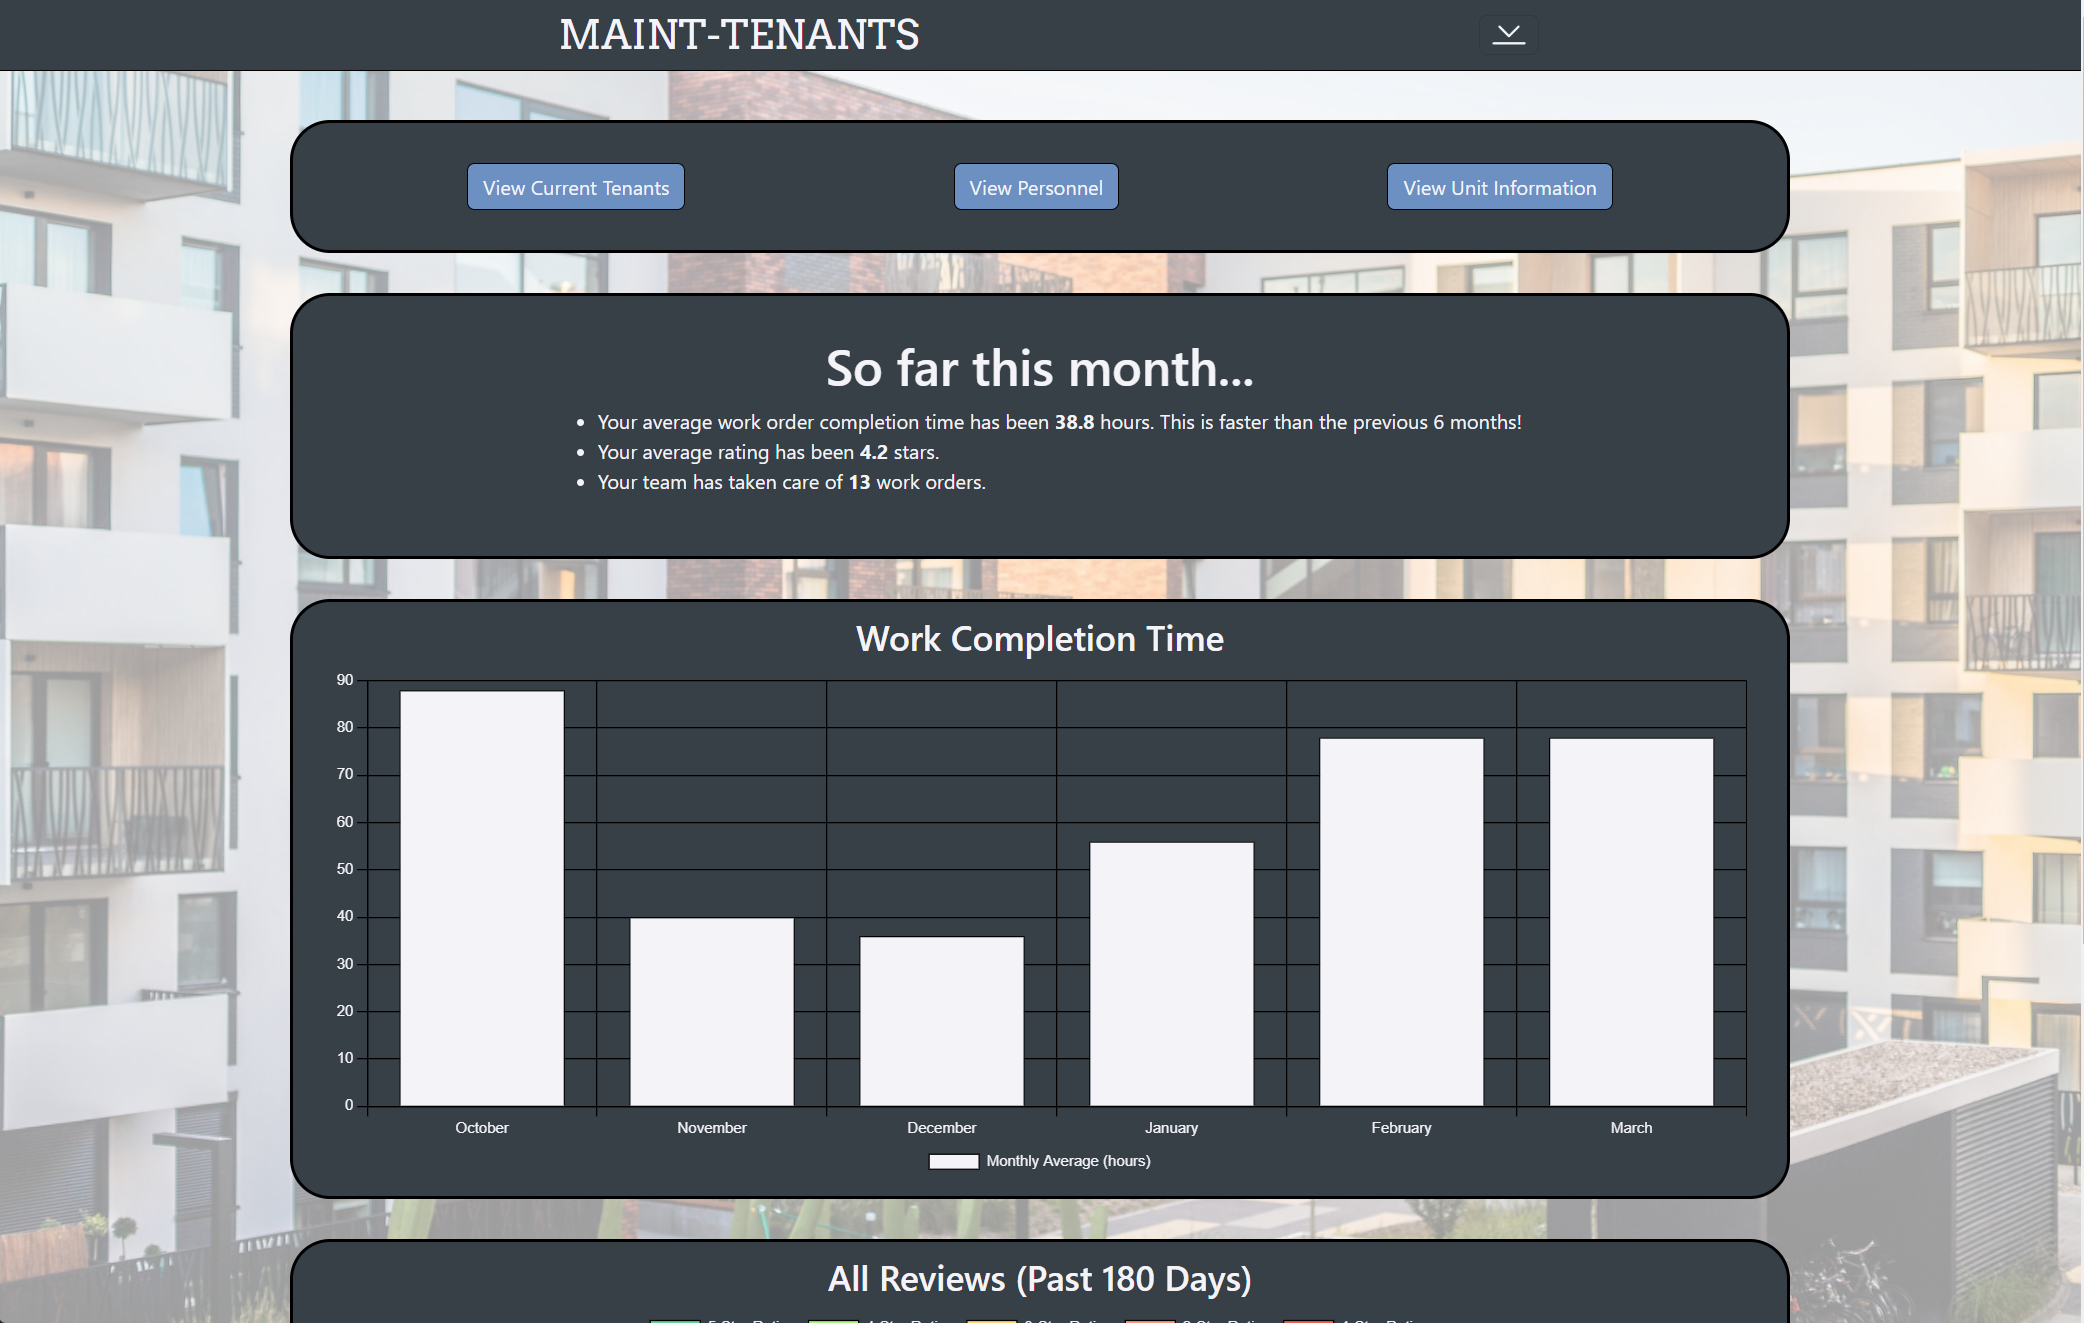 MAINT-TENANTS
View Current Tenants
View Personnel
View Unit Information
So far this month...
Your average work order completion time has been 38.8 hours. This is faster than the previous 6 months!
Your average rating has been 4.2 stars.
Your team has taken care of 13 work orders.
Work Completion Time
90
80
70
60
50
40
30
20
10
0
October
November
December
January
February
March
Monthly Average (hours)
All Reviews (Past 180 Days)